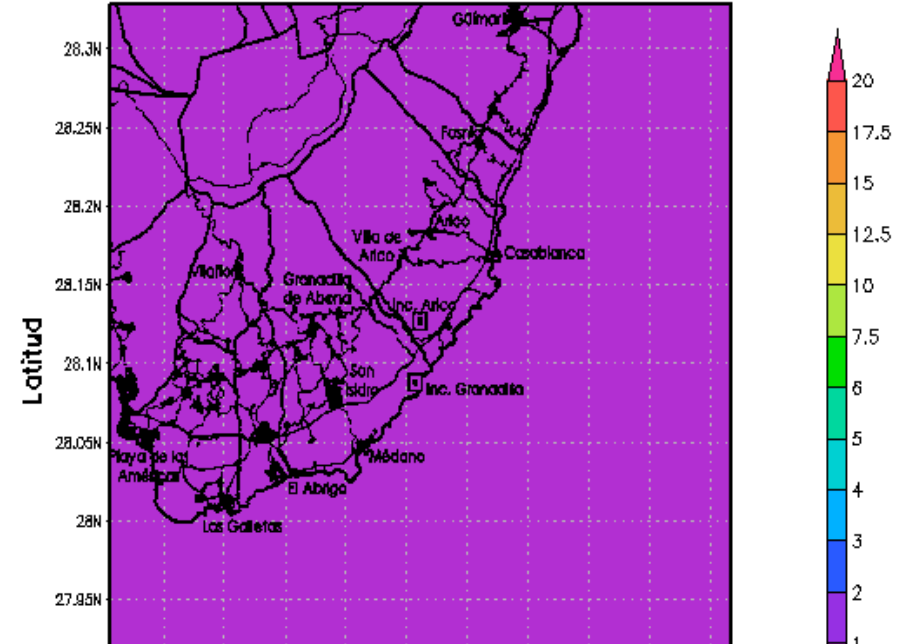 Latitud
28.3N
28.25N
28.2N
28.15N
28.1N
28.05N
28N
27.95N
Güimar
Fasnia
Arico
Villa de
Arico
Casablanca
Vilaflor
Granadilla
de Abona
Inc. Arico
San
Isidro
Inc. Granadilla
Médano
Playa de las
Américas
El Abrigo
Las Galletas
20
17.5
15
12.5
10
7.5
6
5
4
3
2
1